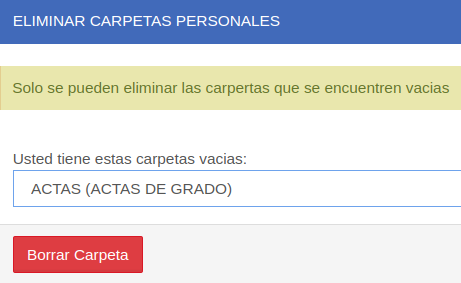 ELIMINAR CARPETAS PERSONALES
Solo se pueden eliminar las carpertas que se encuentren vacias
Usted tiene estas carpetas vacias:
ACTAS (ACTAS DE GRADO)
Borrar Carpeta